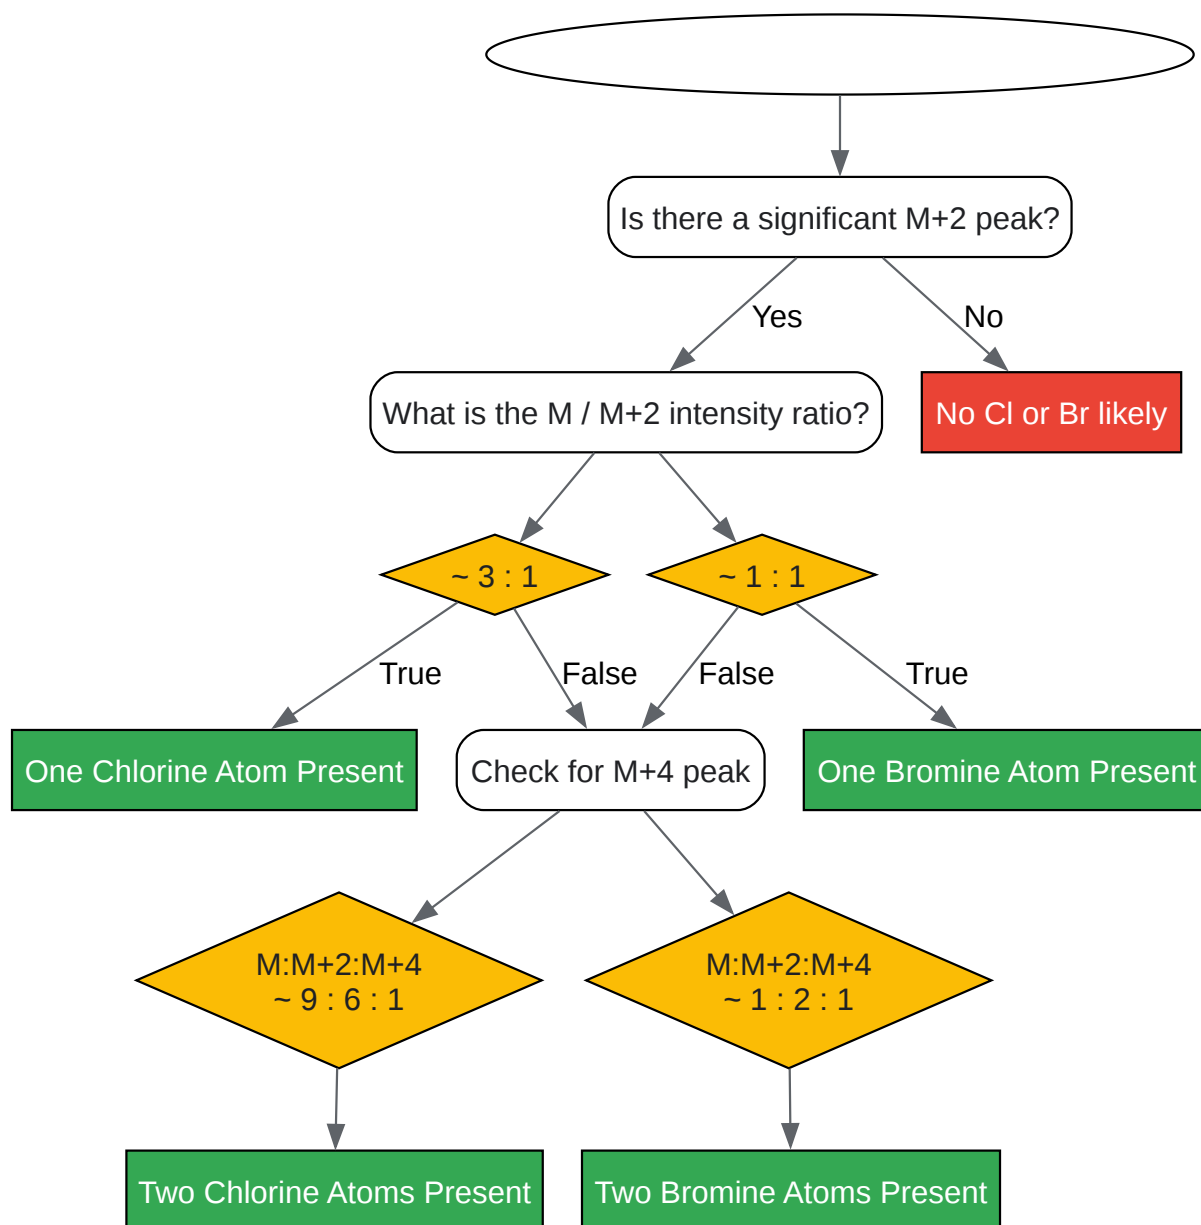 Is there a significant M+2 peak?
Yes
No
What is the M / M+2 intensity ratio?
No Cl or Br likely
~ 3 : 1
~ 1 : 1
True
False
False
True
One Chlorine Atom Present
Check for M+4 peak
One Bromine Atom Present
M:M+2:M+4
~ 9 : 6 : 1
M:M+2:M+4
~ 1 : 2 : 1
Two Chlorine Atoms Present
Two Bromine Atoms Present